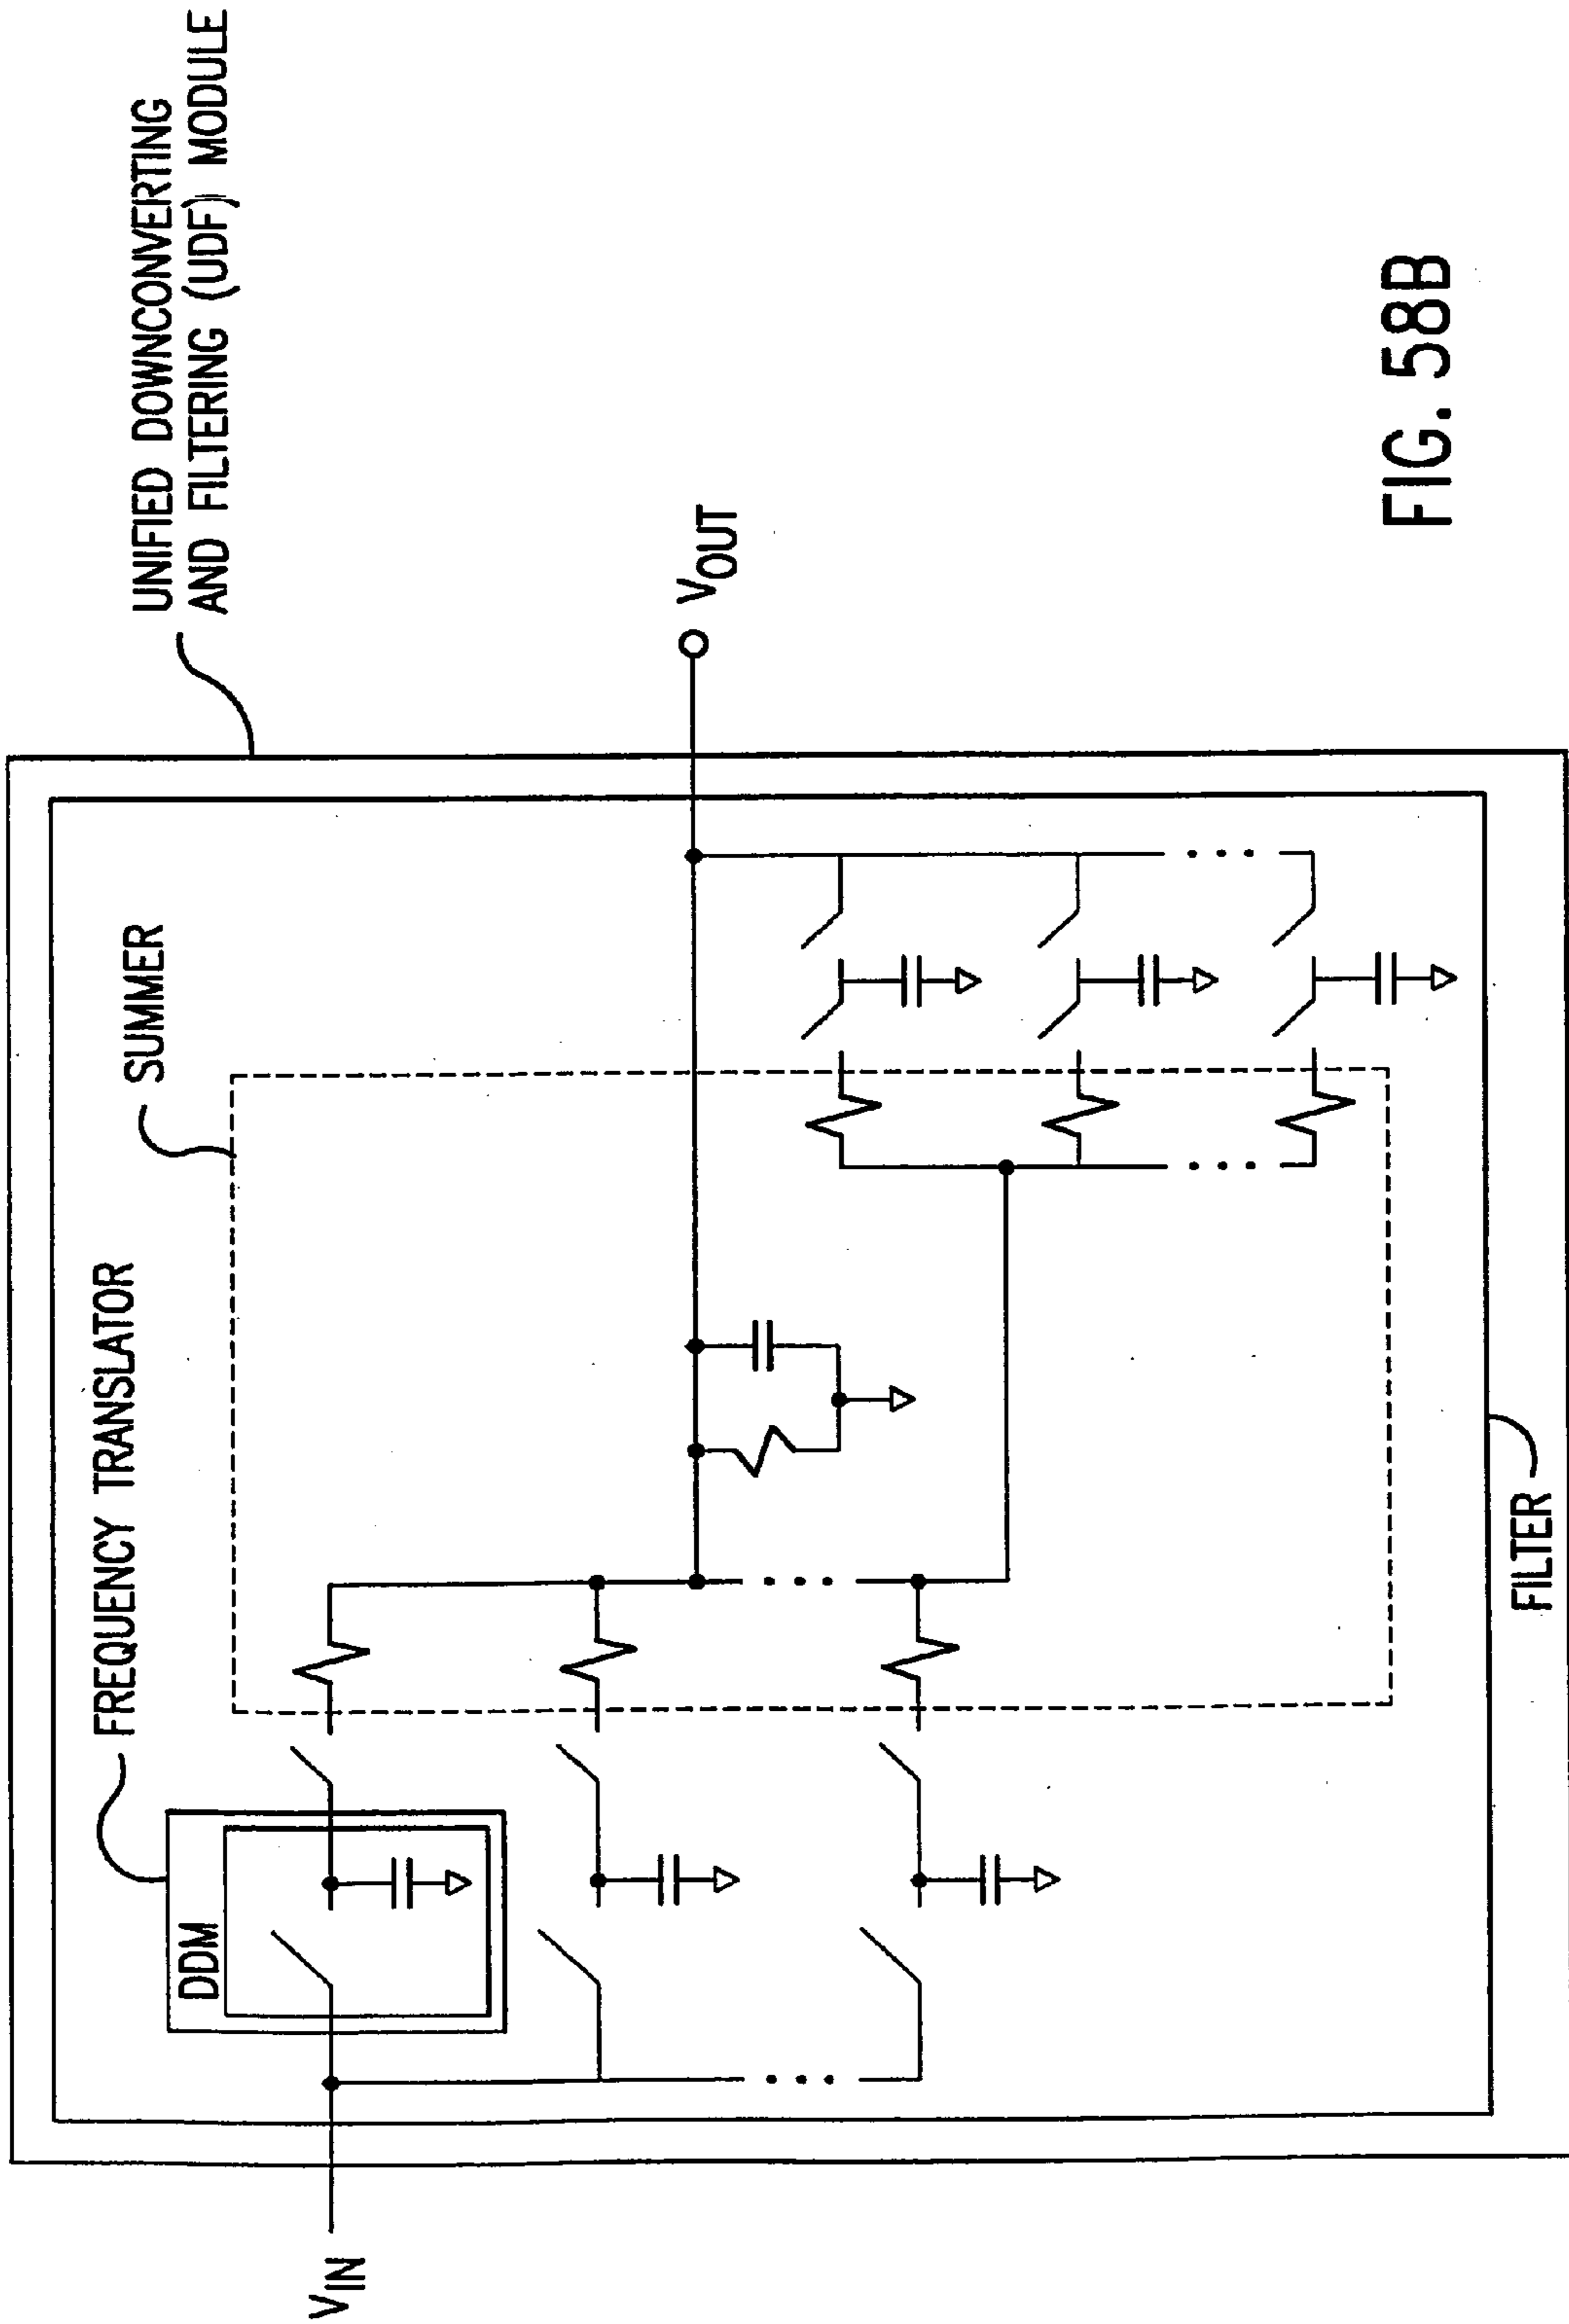 UNIFIED DOWNCONVERTING
AND FILTERING (UDF) MODULE
SUMMER
FREQUENCY TRANSLATOR
DDM
VIN
VOUT
FILTER
FIG. 58B